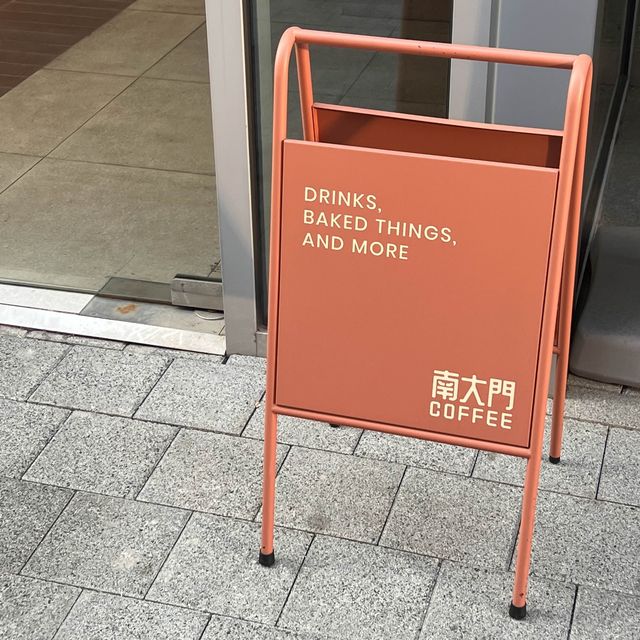 DRINKS,
BAKED THINGS,
AND MORE
南大門
COFFEE